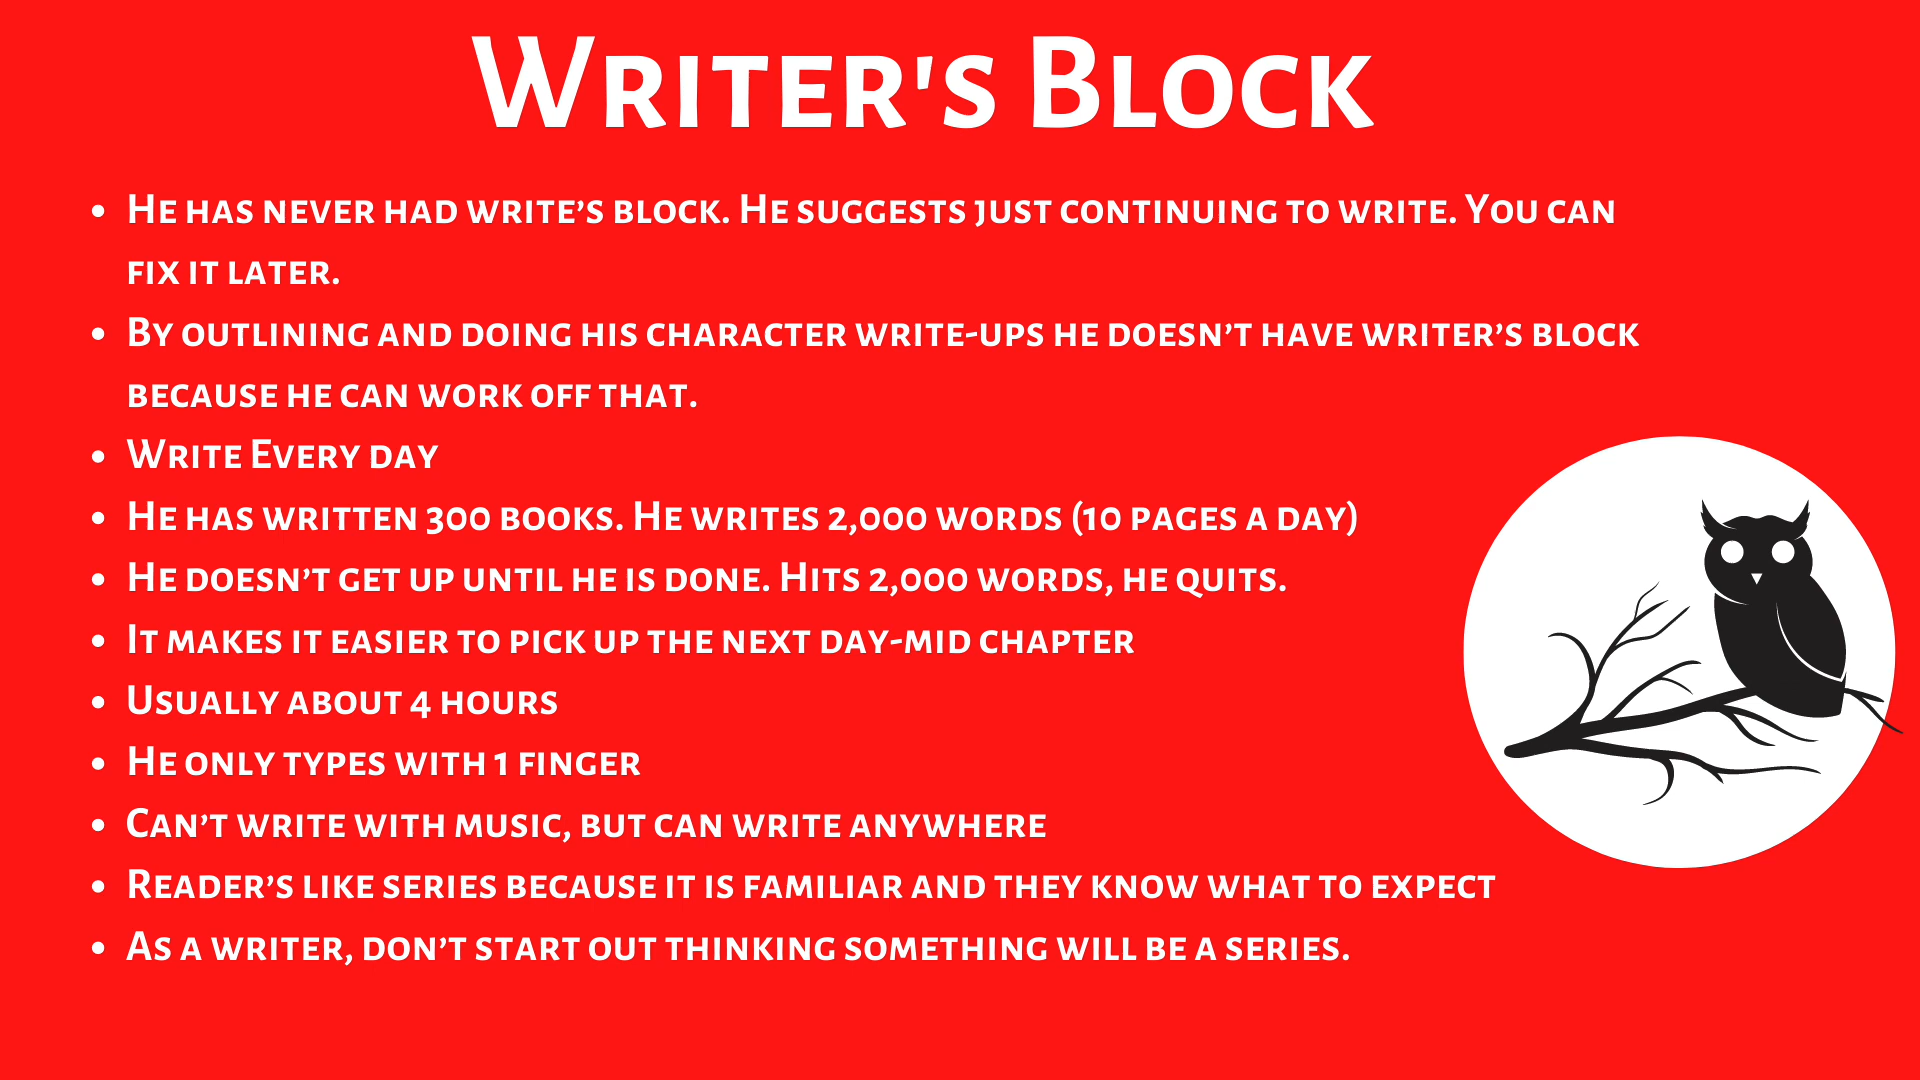 Writer's Block
• He has never had write’s block. He suggests just continuing to write. You can
fix it later.
• By outlining and doing his character write-ups he doesn’t have writer’s block
because he can work off that.
• Write Every day
• He has written 300 books. He writes 2,000 words (10 pages a day)
• He doesn’t get up until he is done. Hits 2,000 words, he quits.
• It makes it easier to pick up the next day-mid chapter
• Usually about 4 hours
• He only types with 1 finger
• Can’t write with music, but can write anywhere
• Reader’s like series because it is familiar and they know what to expect
• As a writer, don’t start out thinking something will be a series.